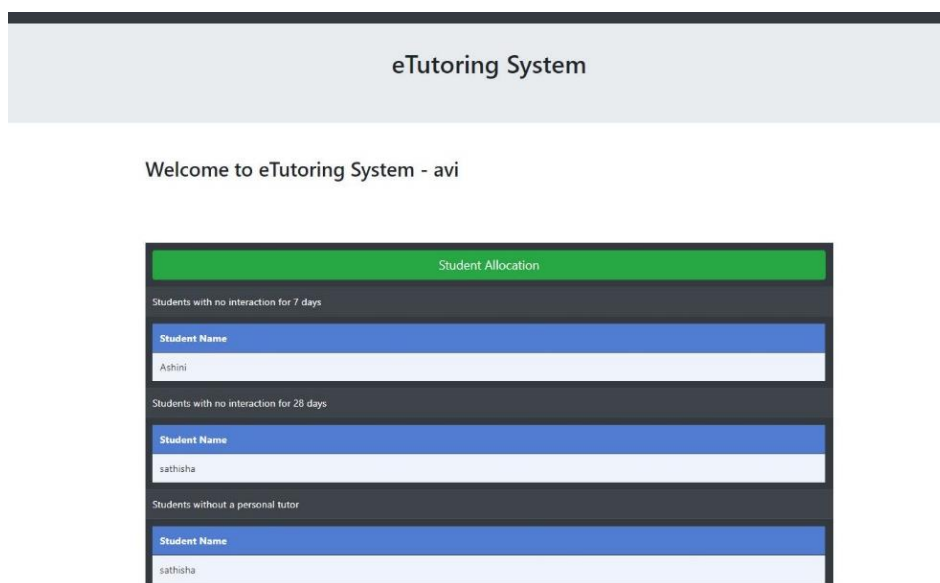 eTutoring System
Welcome to eTutoring System - avi
Student Allocation
Students with no interaction for 7 days
Student Name
Ashini
Students with no interaction for 28 days
Student Name
sathisha
Students without a personal tutor
Student Name
sathisha